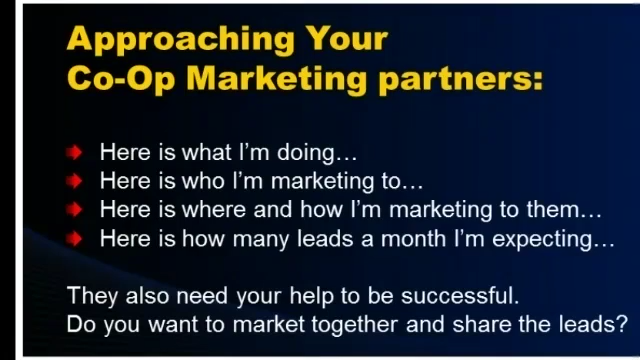 Approaching Your
Co-Op Marketing partners:
Here is what I'm doing…
Here is who I'm marketing to…
Here is where and how I'm marketing to them…
Here is how many leads a month I'm expecting…
They also need your help to be successful.
Do you want to market together and share the leads?